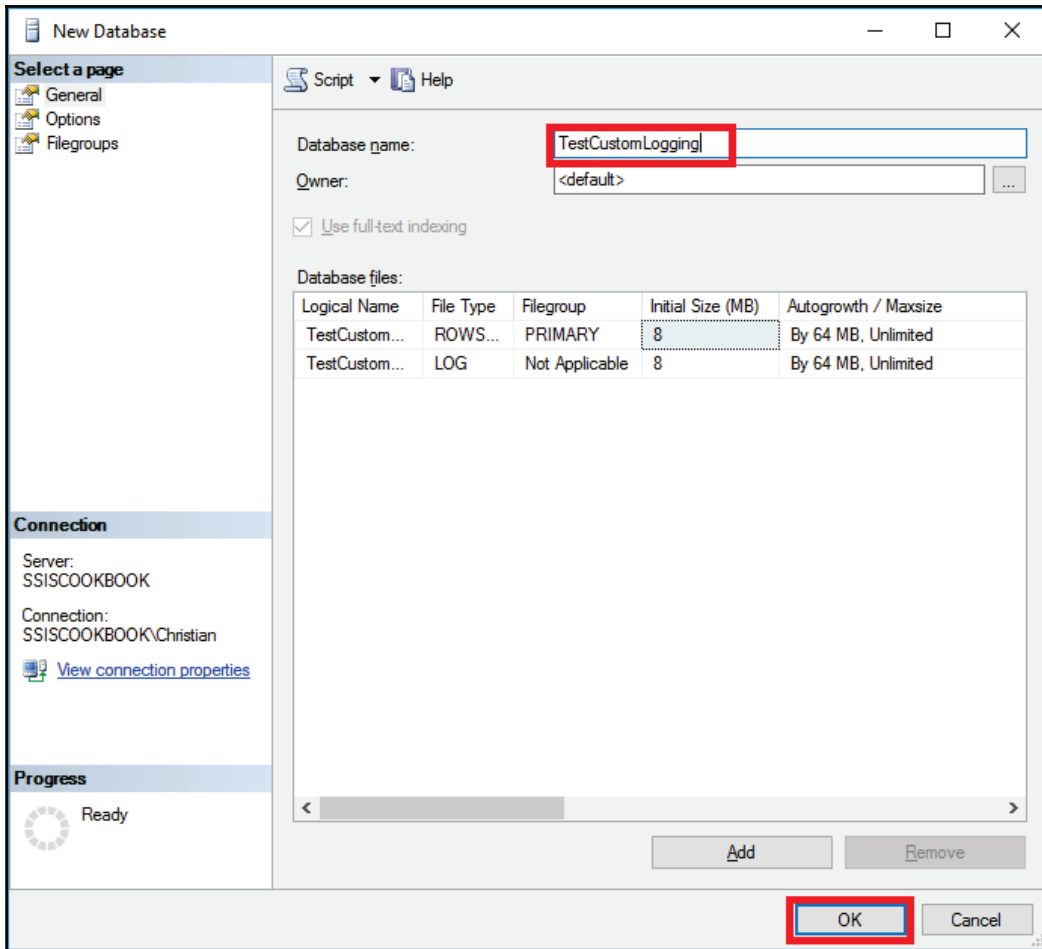 New Database
Select a page
General
Options
Filegroups
Script Help
Database name: TestCustomLogging
Owner: <default> ...
Use full-text indexing
Database files:
Logical Name File Type Filegroup Initial Size (MB) Autogrowth / Maxsize
TestCustom... ROWS... PRIMARY 8 By 64 MB, Unlimited
TestCustom... LOG Not Applicable 8 By 64 MB, Unlimited
Connection
Server:
SSISCOOKBOOK
Connection:
SSISCOOKBOOK\Christian
View connection properties
Progress
Ready
Add Remove
OK Cancel